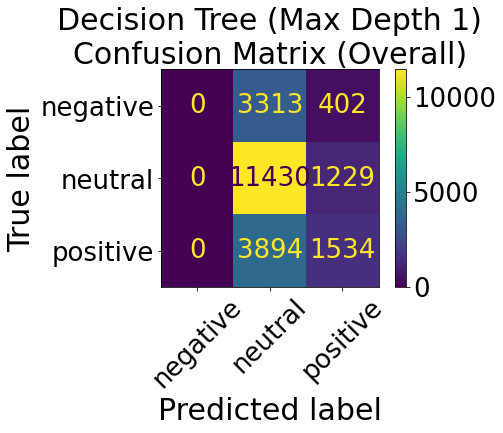 Decision Tree (Max Depth 1)
Confusion Matrix (Overall)
True label
negative 0 3313 402
neutral 0 11430 1229
positive 0 3894 1534
10000
5000
0
negative neutral positive
Predicted label